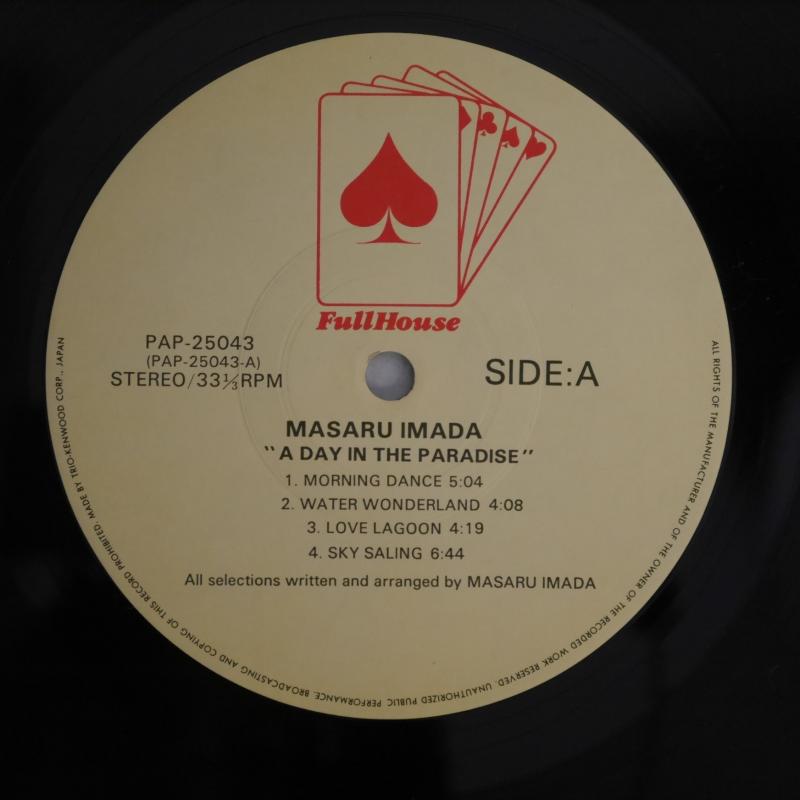 FullHouse
PAP-25043
(PAP-25043-A)
STEREO/33⅓RPM
SIDE:A
MASARU IMADA
"A DAY IN THE PARADISE"
1. MORNING DANCE 5:04
2. WATER WONDERLAND 4:08
3. LOVE LAGOON 4:19
4. SKY SALING 6:44
All selections written and arranged by MASARU IMADA
ALL RIGHTS OF THE MANUFACTURER AND OF THE OWNER OF THE RECORDED WORK RESERVED. UNAUTHORIZED PUBLIC PERFORMANCE. BROADCASTING AND COPYING OF THIS RECORD PROHIBITED. MADE BY TRIO-KENWOOD CORP., JAPAN